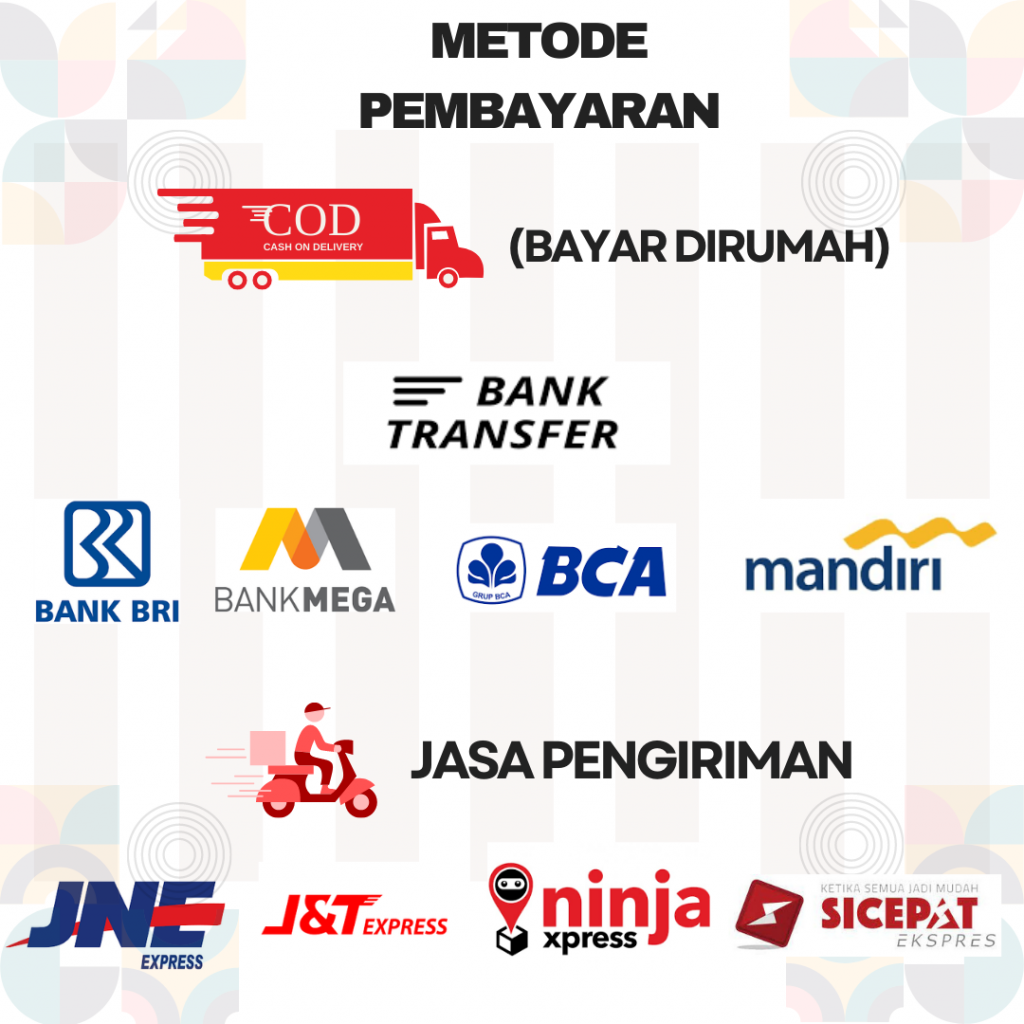 METODE
PEMBAYARAN
COD
CASH ON DELIVERY
(BAYAR DIRUMAH)
BANK
TRANSFER
BANK BRI
BANKMEGA
GRUP BCA
BCA
mandiri
JASA PENGIRIMAN
JNE
EXPRESS
J&T EXPRESS
ninja
xpress
KETIKA SEMUA JADI MUDAH
SICEPAT
EKSPRES